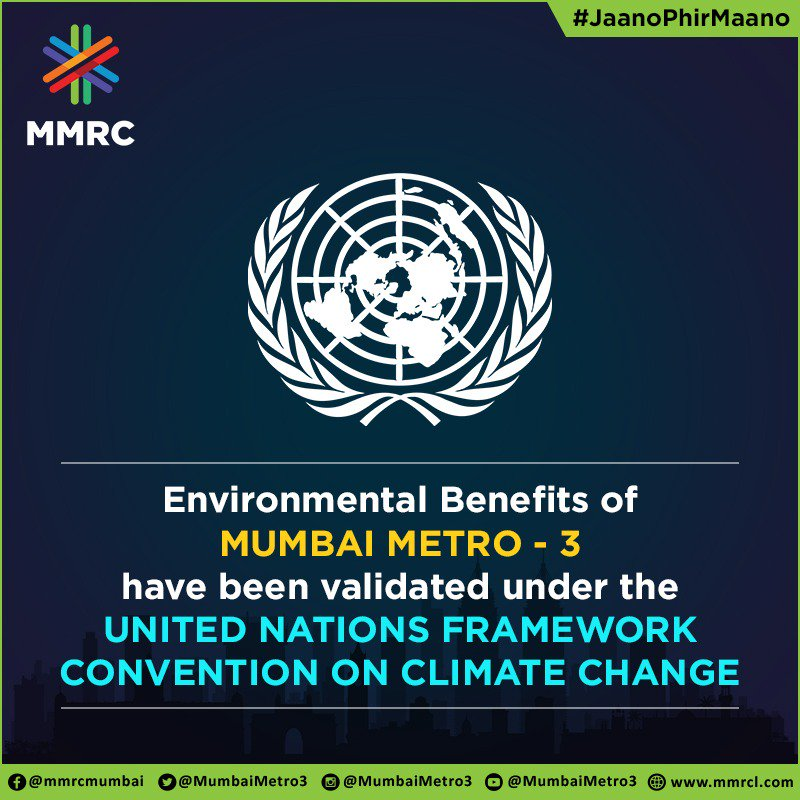 #JaanoPhirMaano
MMRC
Environmental Benefits of
MUMBAI METRO - 3
have been validated under the
UNITED NATIONS FRAMEWORK
CONVENTION ON CLIMATE CHANGE
@mmrcmumbai @MumbaiMetro3 @MumbaiMetro3 @MumbaiMetro3 www.mmrcl.com